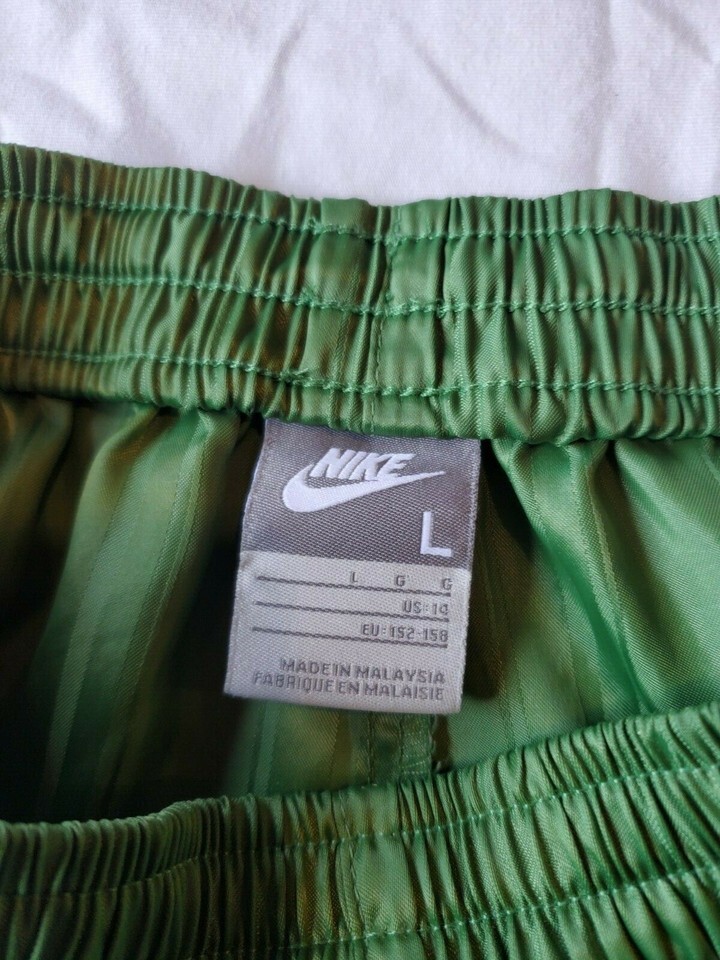 NIKE
L
L G G
US=14
EU=152-158
MADE IN MALAYSIA
FABRIQUE EN MALAISIE